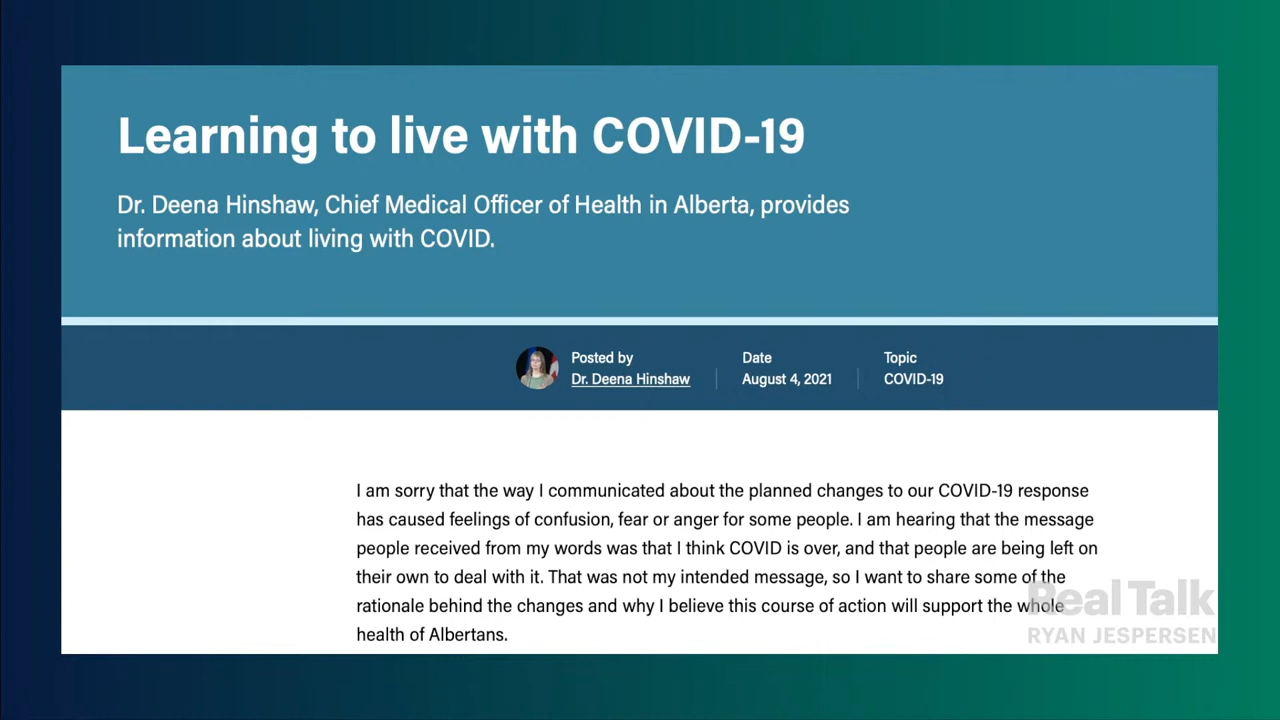 Learning to live with COVID-19
Dr. Deena Hinshaw, Chief Medical Officer of Health in Alberta, provides
information about living with COVID.
Posted by
Dr. Deena Hinshaw
Date
August 4, 2021
Topic
COVID-19
I am sorry that the way I communicated about the planned changes to our COVID-19 response
has caused feelings of confusion, fear or anger for some people. I am hearing that the message
people received from my words was that I think COVID is over, and that people are being left on
their own to deal with it. That was not my intended message, so I want to share some of the
rationale behind the changes and why I believe this course of action will support the whole
health of Albertans.
Real Talk
RYAN JESPERSEN